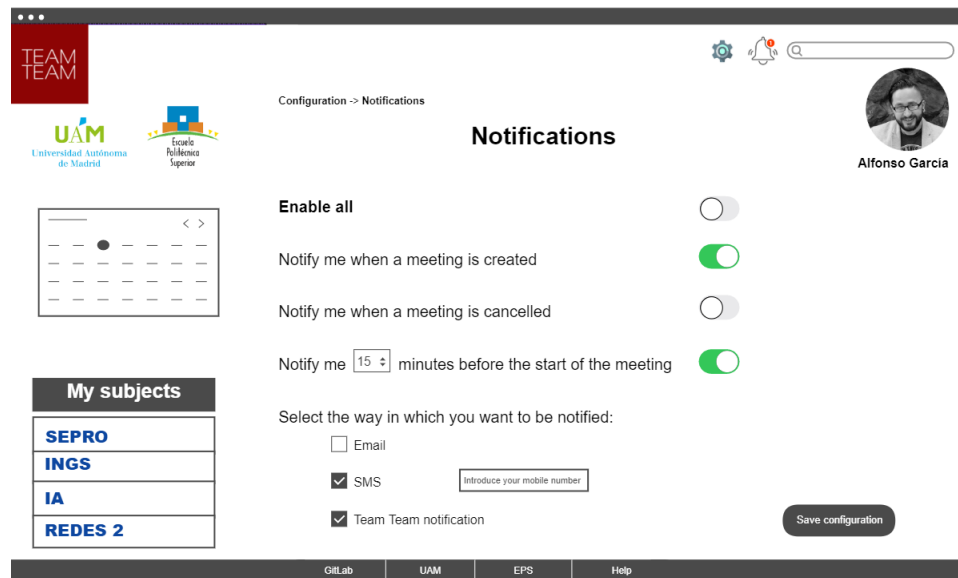 TEAM
TEAM
1
Configuration -> Notifications
UAM
Universidad Autónoma
de Madrid
Escuela
Politécnica
Superior
Notifications
Alfonso García
Enable all
Notify me when a meeting is created
Notify me when a meeting is cancelled
Notify me 15 minutes before the start of the meeting
My subjects
SEPRO
INGS
IA
REDES 2
Select the way in which you want to be notified:
Email
SMS
Introduce your mobile number
Team Team notification
Save configuration
GitLab
UAM
EPS
Help